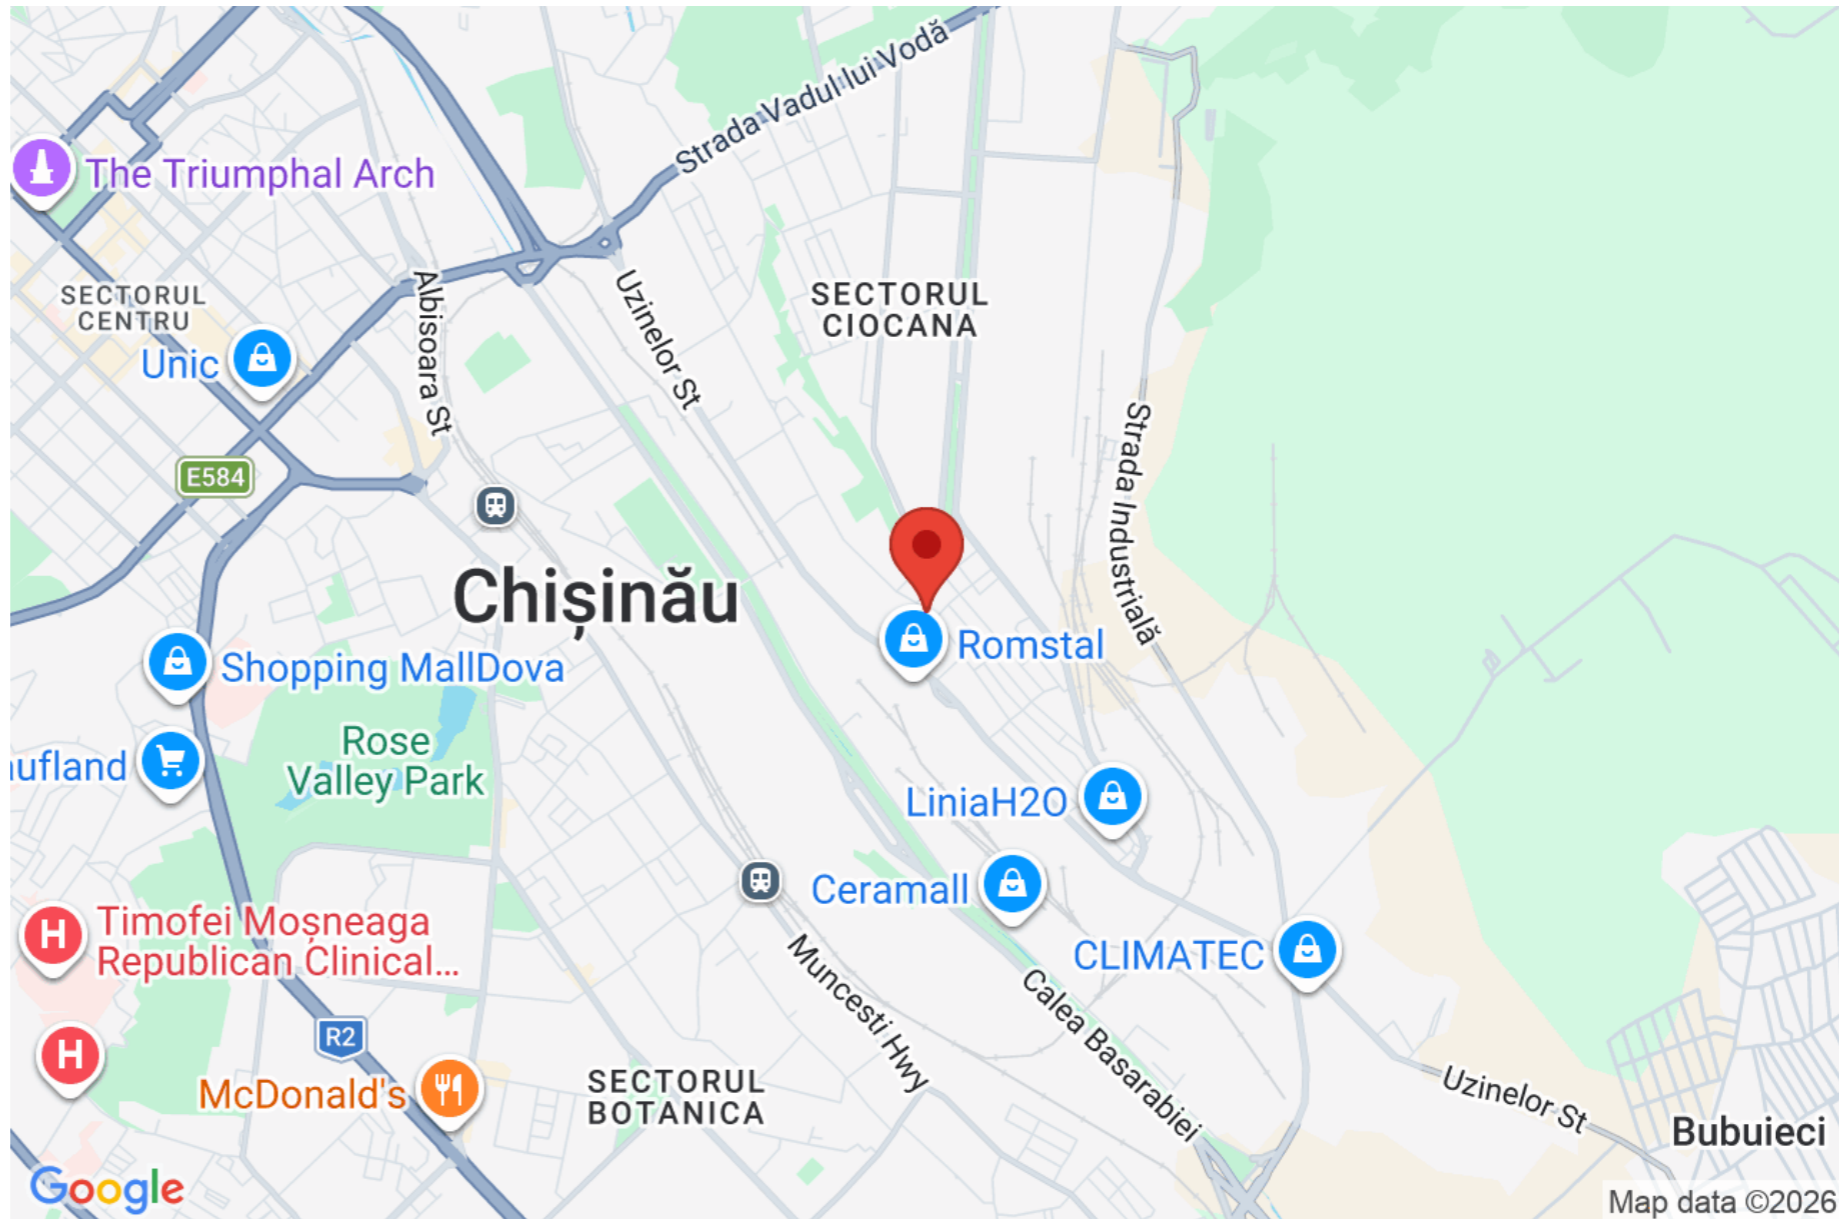 Strada Vadul lui Vodă
The Triumphal Arch
SECTORUL
CENTRU
Albisoara St
Uzinelor St
SECTORUL
CIOCANA
Unic
E584
Strada Industrială
Chișinău
Romstal
Shopping MallDova
Rose
Valley Park
ufland
LiniaH2O
Ceramall
Timofei Moșneaga
Republican Clinical...
H
CLIMATEC
Muncesti Hwy
Calea Basarabiei
R2
H
McDonald's
SECTORUL
BOTANICA
Uzinelor St
Bubuieci
Google
Map data ©2026